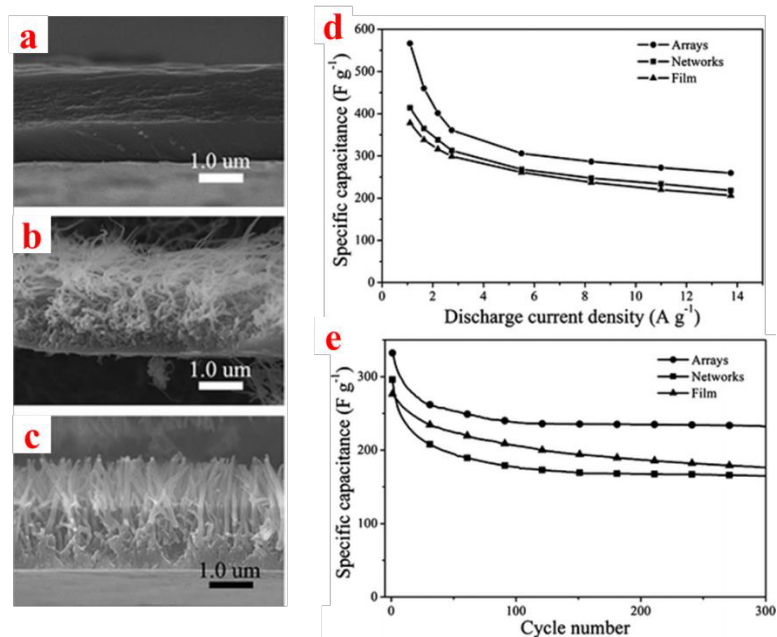 a
1.0 um
b
1.0 um
c
1.0 um
d
Specific capacitance (F g⁻¹)
600
500
400
300
200
100
0
Arrays
Networks
Film
0 2 4 6 8 10 12 14
Discharge current density (A g⁻¹)
e
Specific capacitance (F g⁻¹)
300
200
100
0
Arrays
Networks
Film
0 100 200 300
Cycle number